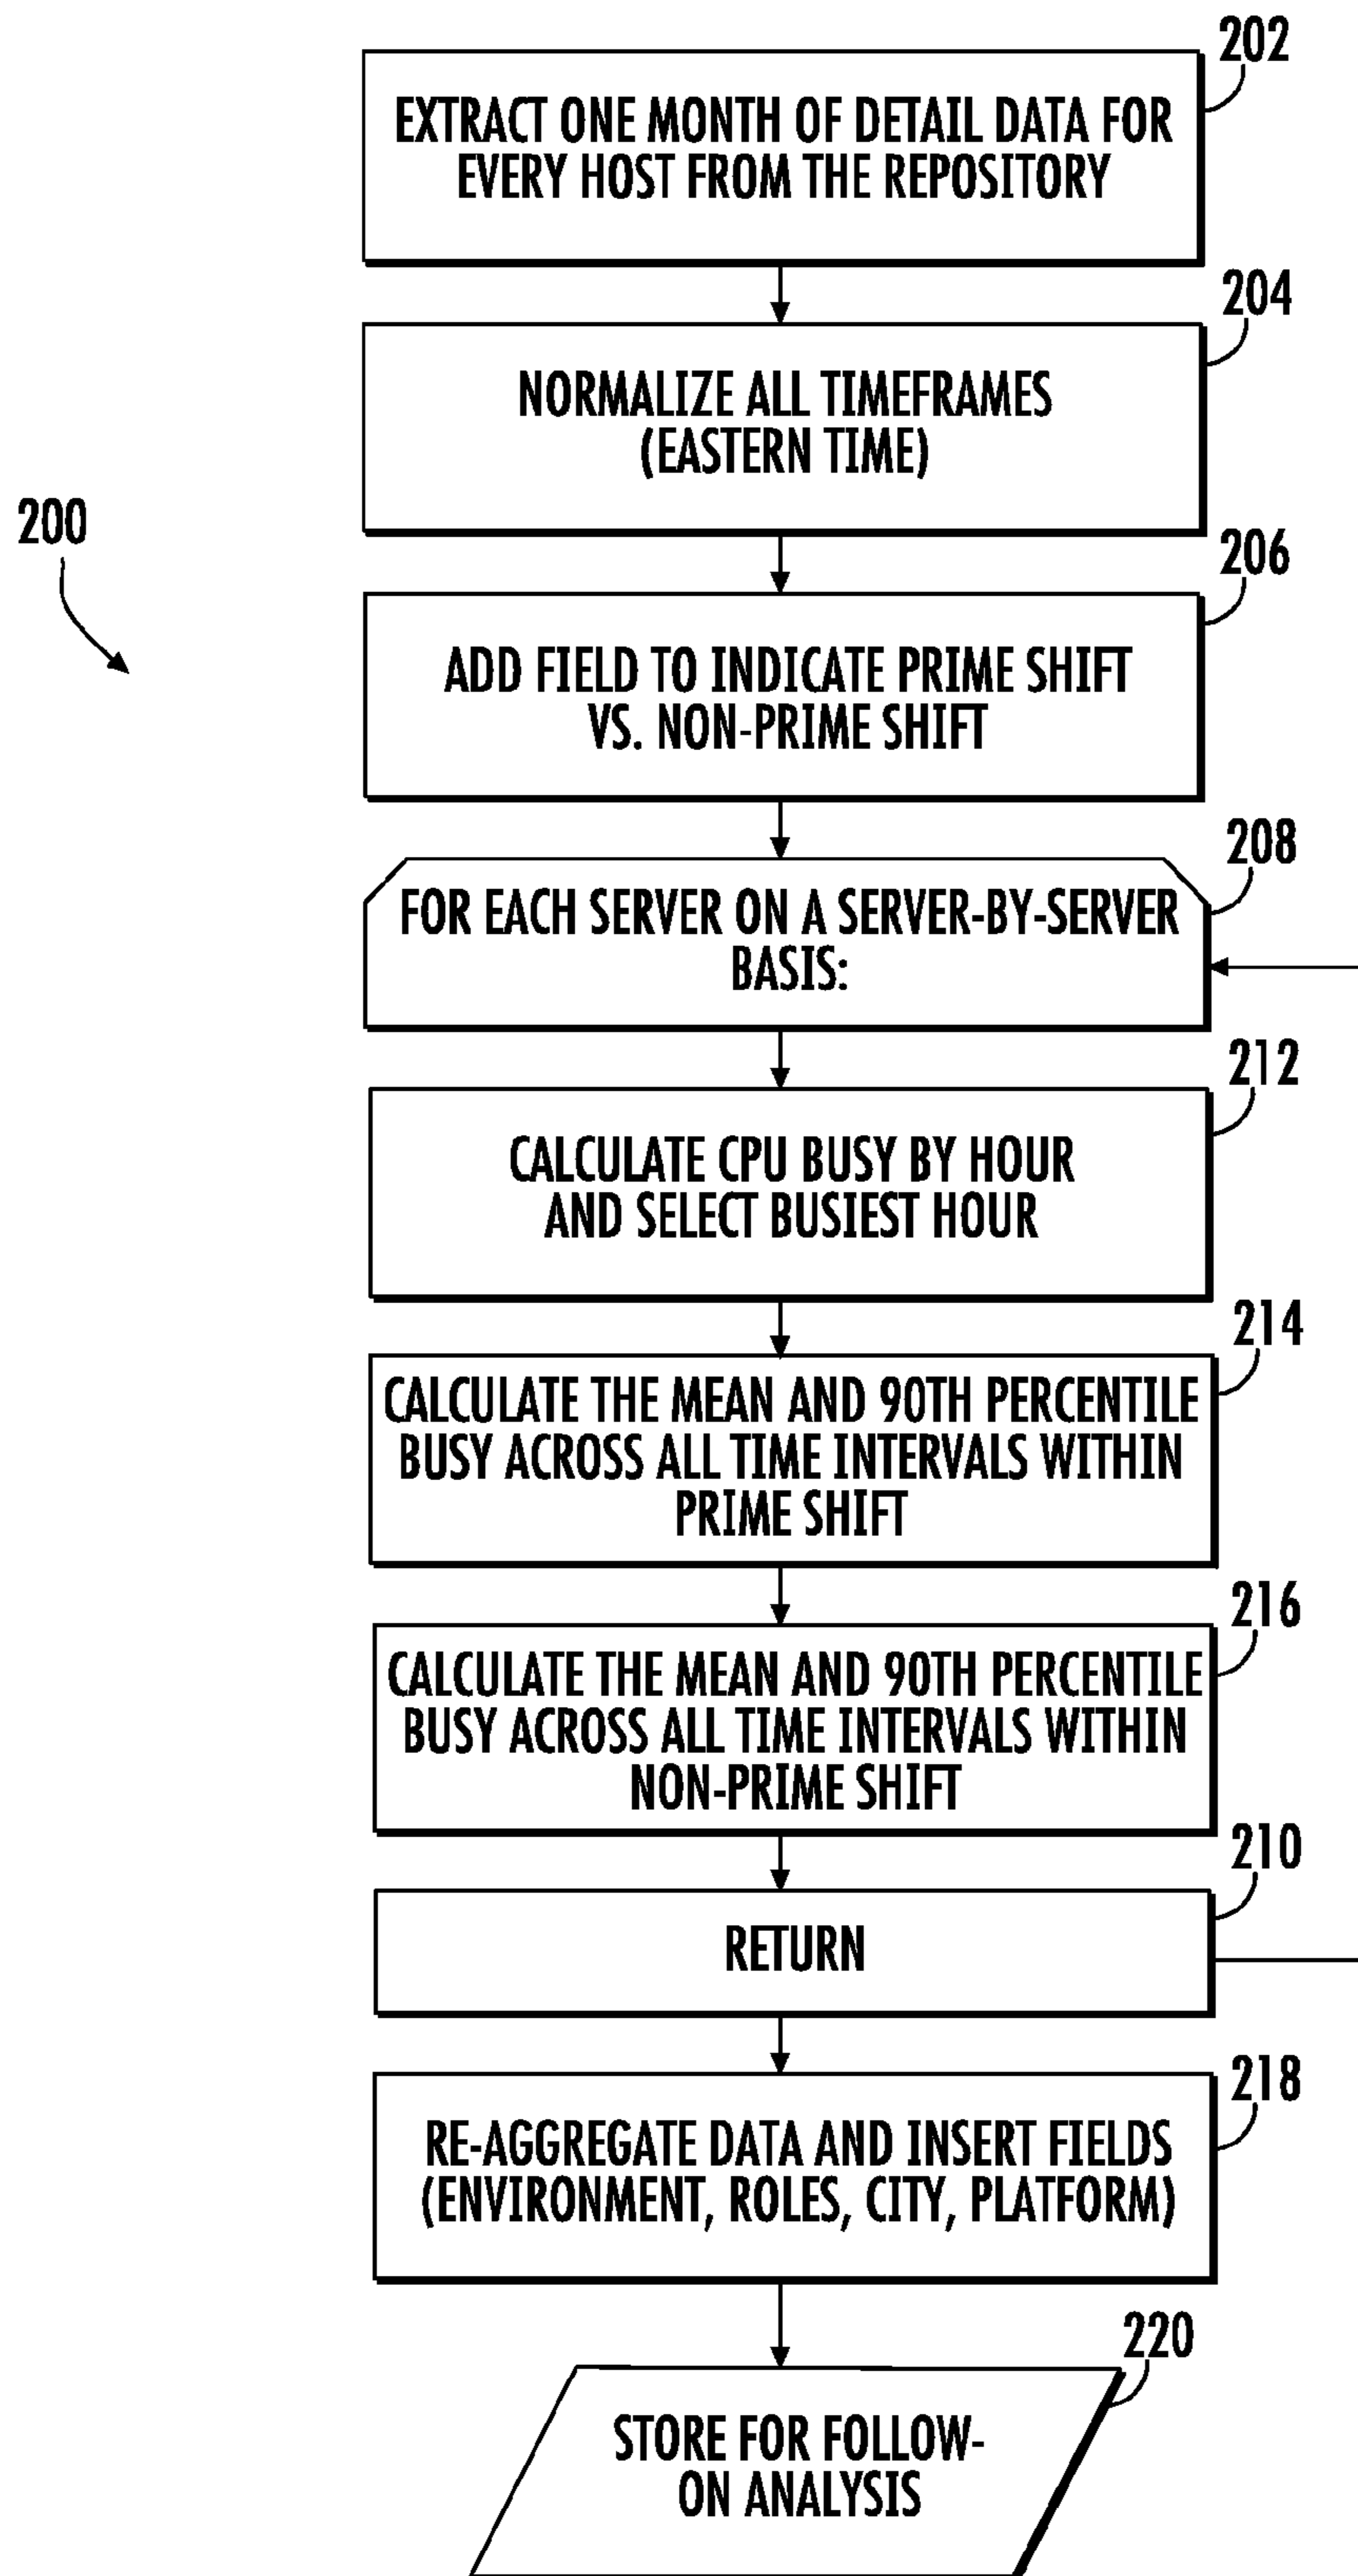 202
EXTRACT ONE MONTH OF DETAIL DATA FOR
EVERY HOST FROM THE REPOSITORY
204
NORMALIZE ALL TIMEFRAMES
(EASTERN TIME)
200
206
ADD FIELD TO INDICATE PRIME SHIFT
VS. NON-PRIME SHIFT
208
FOR EACH SERVER ON A SERVER-BY-SERVER
BASIS:
212
CALCULATE CPU BUSY BY HOUR
AND SELECT BUSIEST HOUR
214
CALCULATE THE MEAN AND 90TH PERCENTILE
BUSY ACROSS ALL TIME INTERVALS WITHIN
PRIME SHIFT
216
CALCULATE THE MEAN AND 90TH PERCENTILE
BUSY ACROSS ALL TIME INTERVALS WITHIN
NON-PRIME SHIFT
210
RETURN
218
RE-AGGREGATE DATA AND INSERT FIELDS
(ENVIRONMENT, ROLES, CITY, PLATFORM)
220
STORE FOR FOLLOW-
ON ANALYSIS